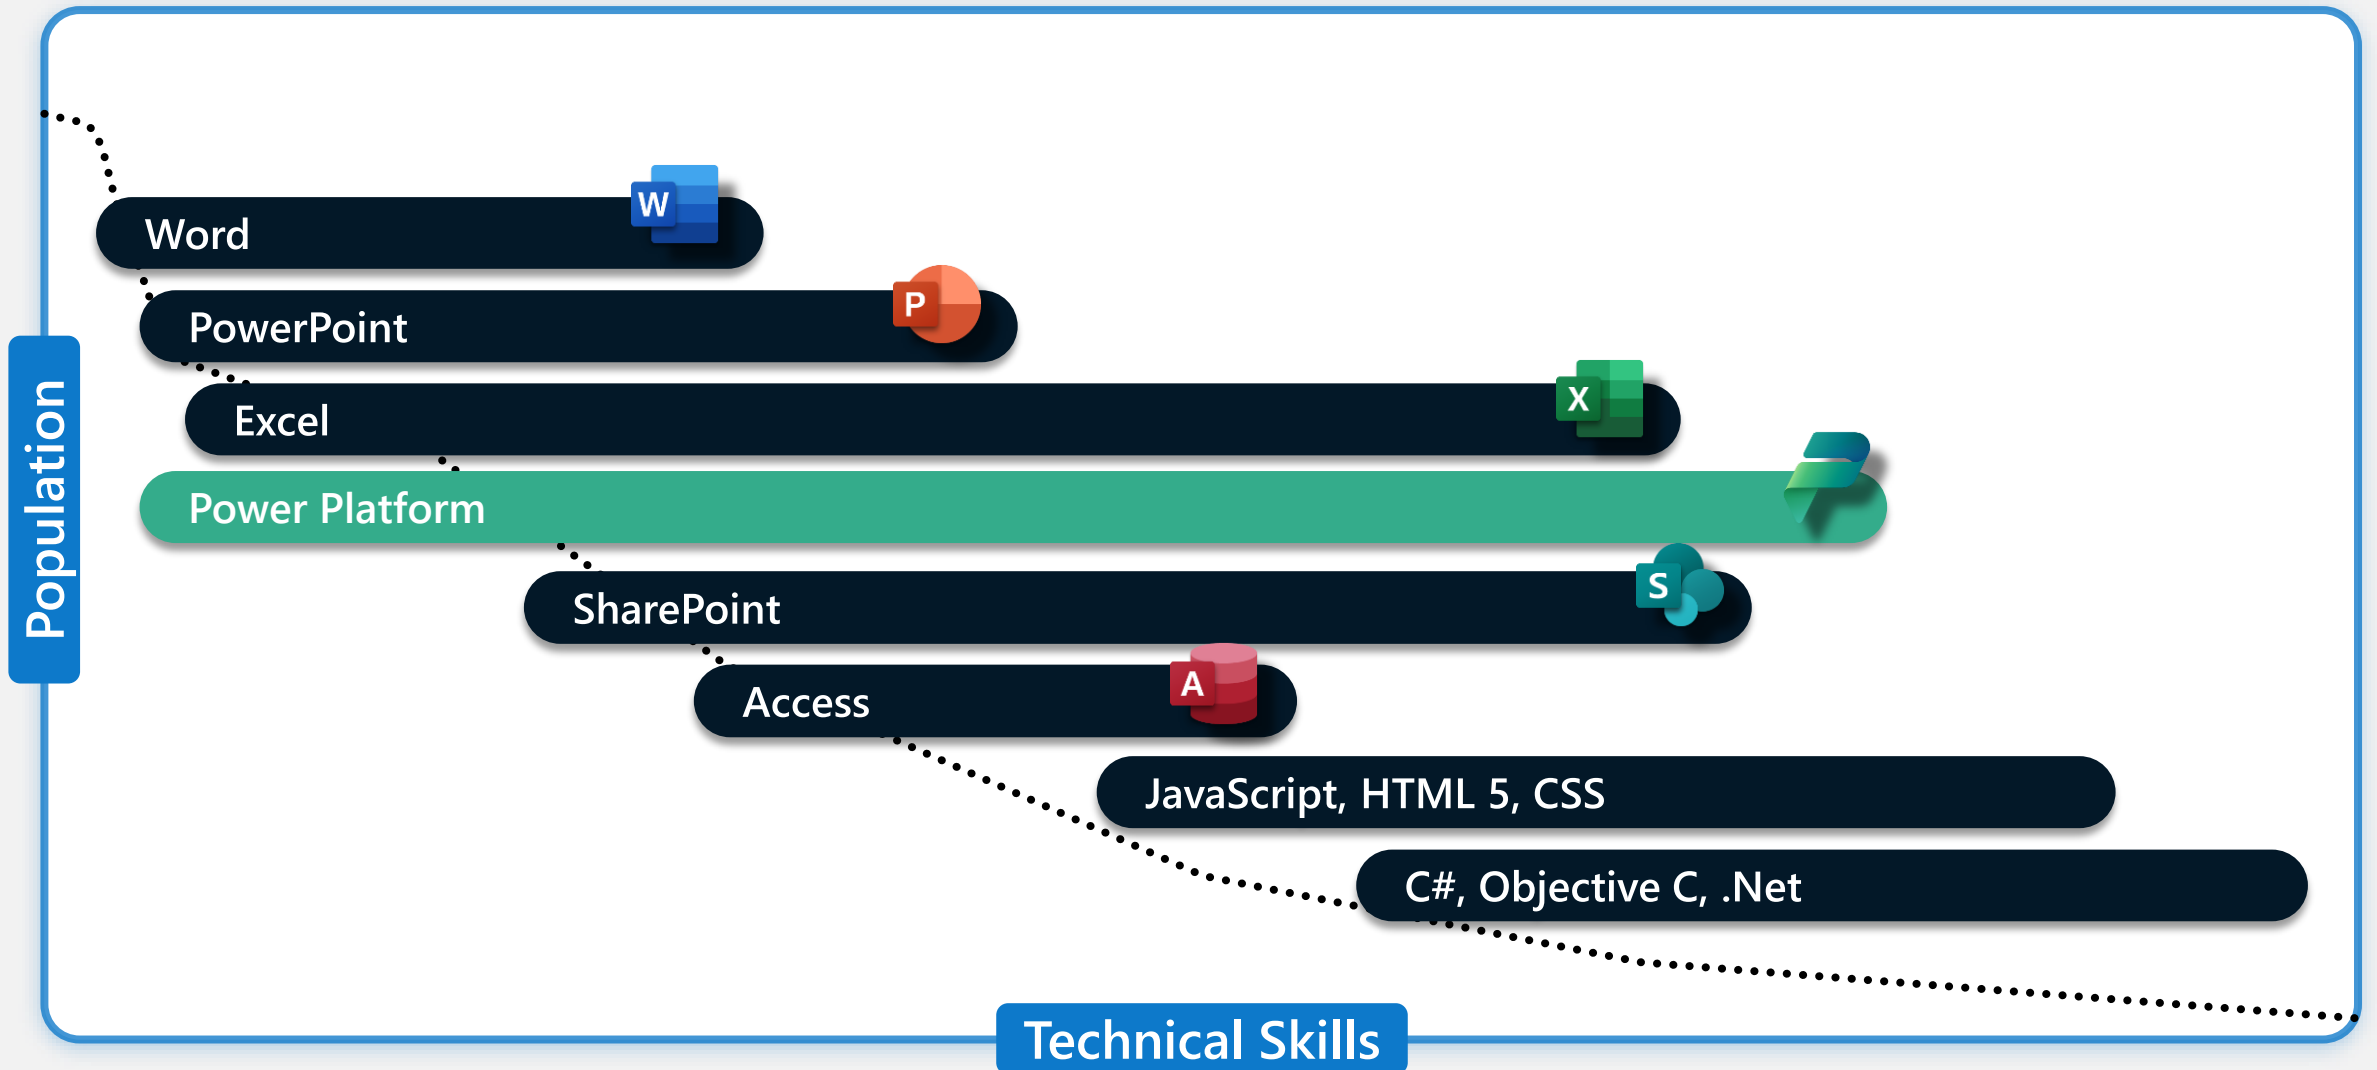 W
Word
P
PowerPoint
X
Excel
Power Platform
S
SharePoint
A
Access
JavaScript, HTML 5, CSS
C#, Objective C, .Net
Population
Technical Skills